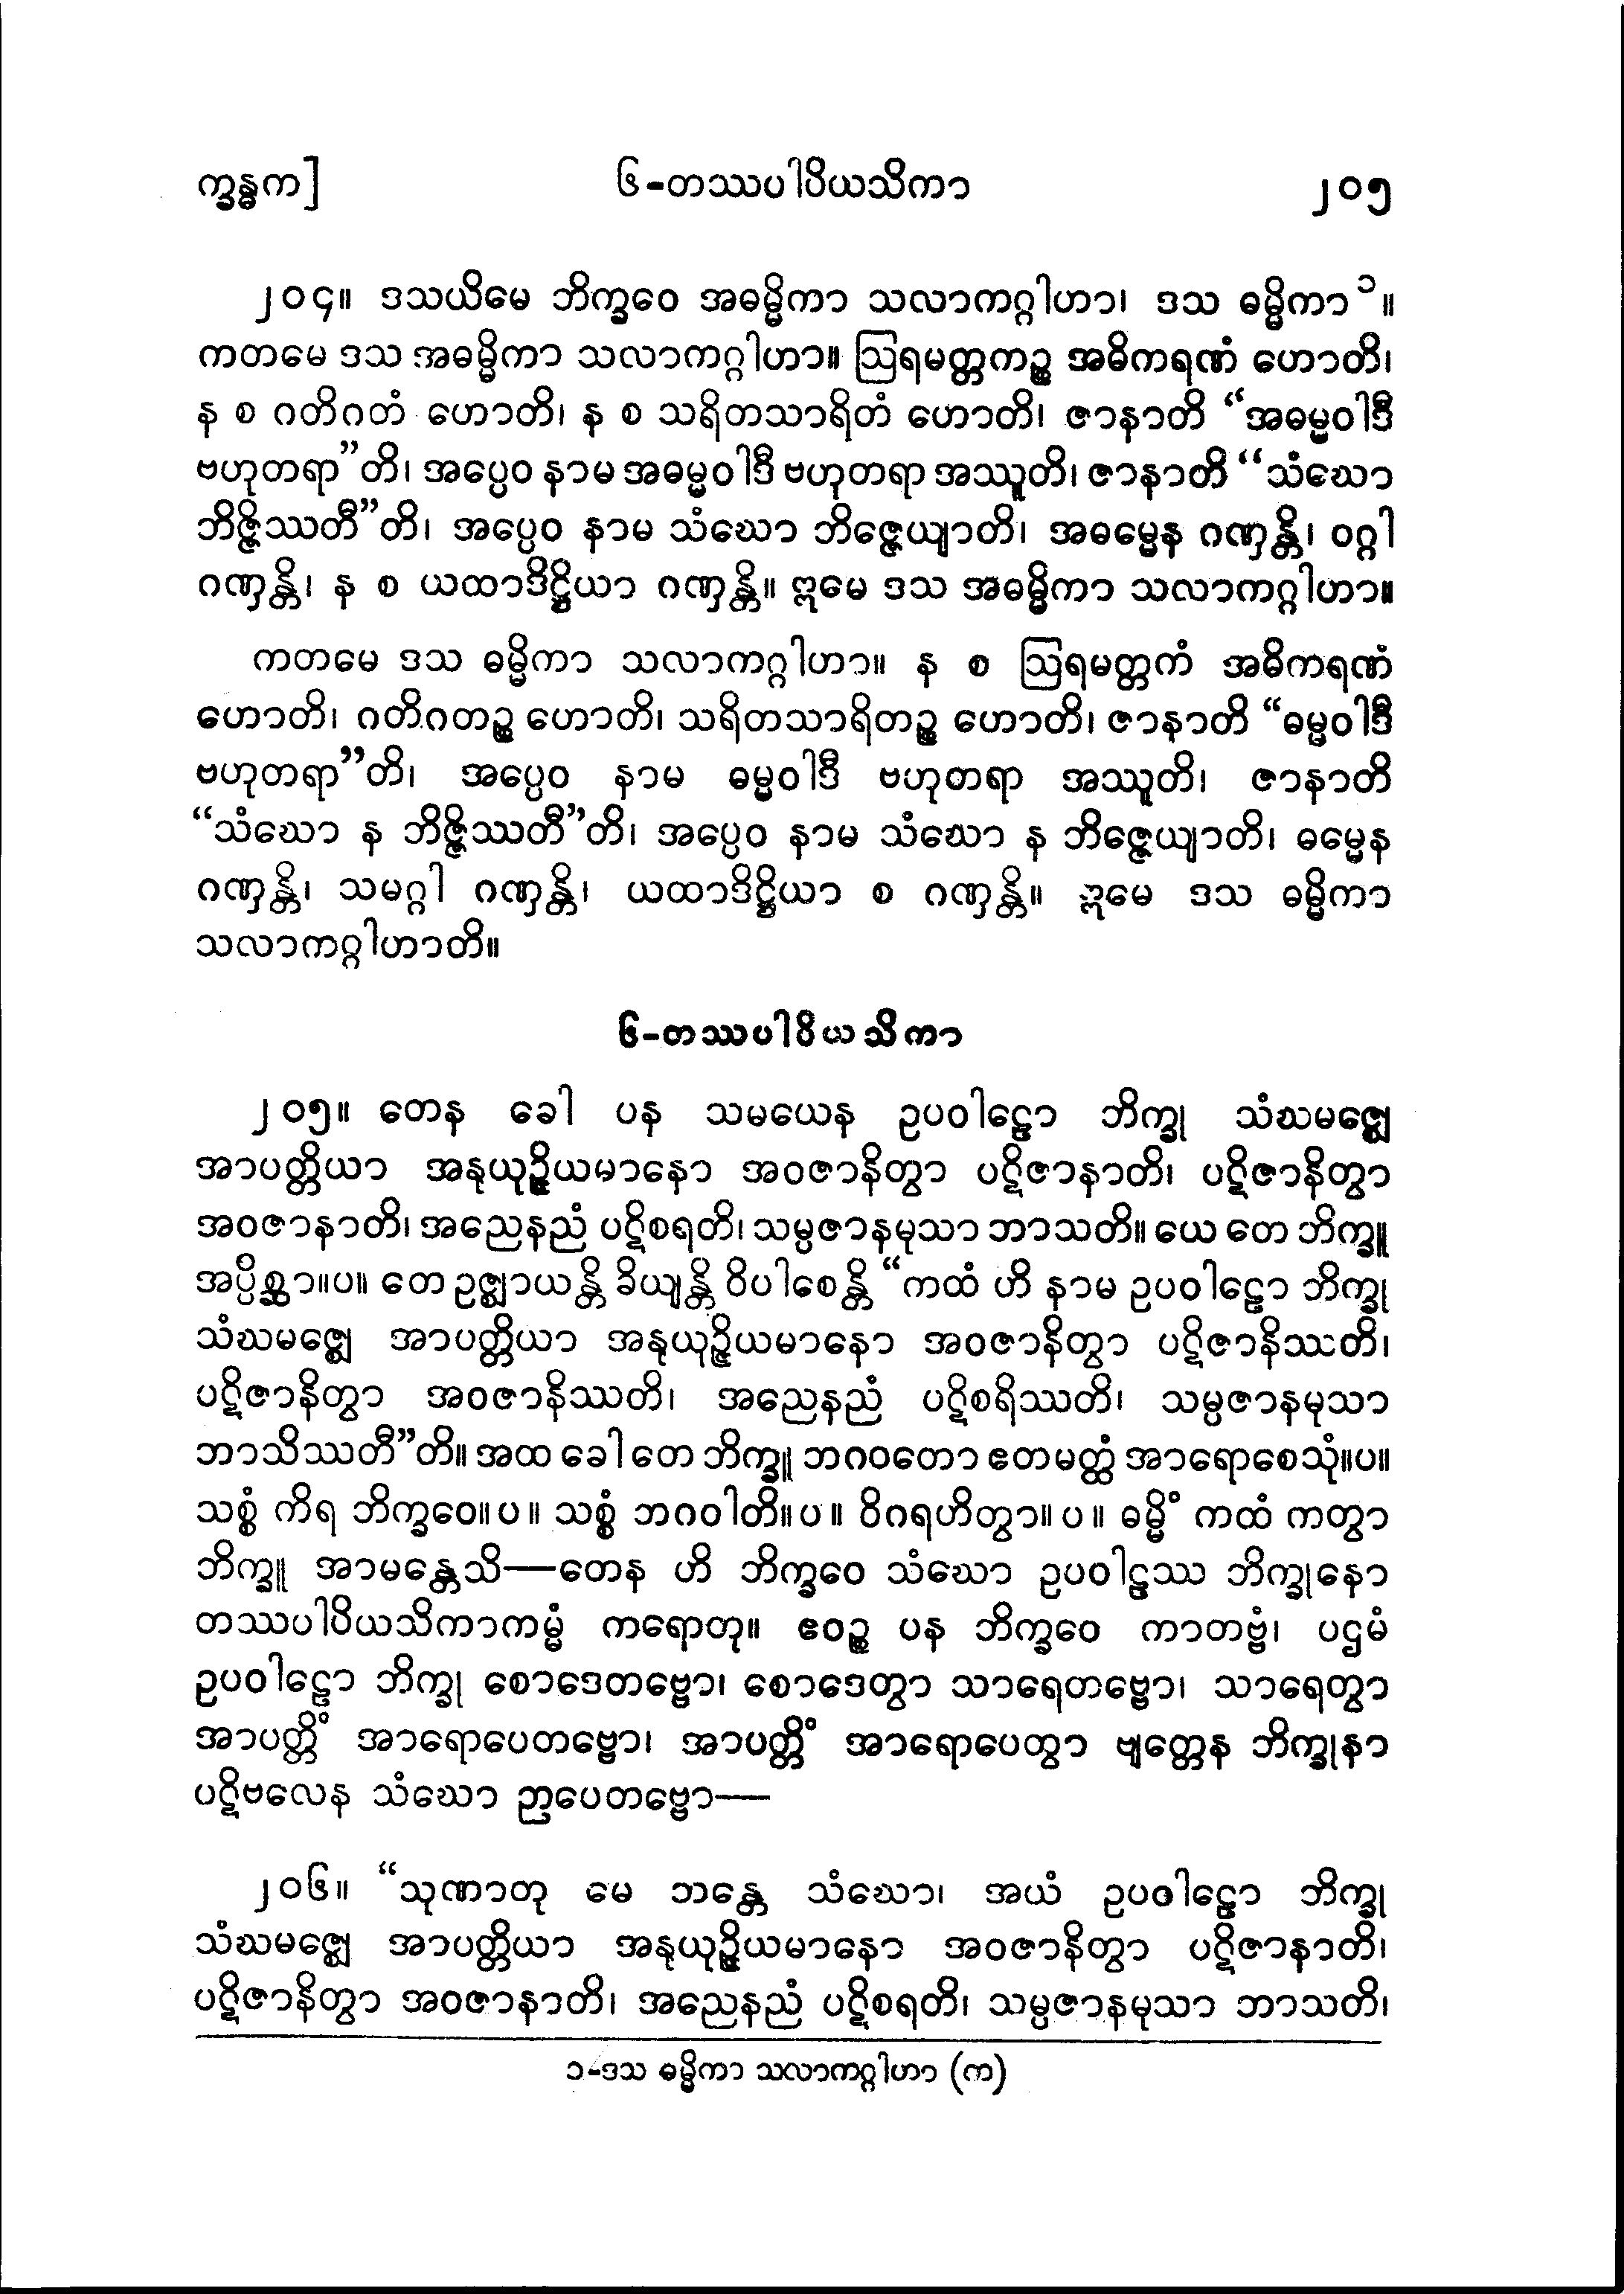 က္ခန္ဓက] ၆-တဿပါပိယသိကာ ၂၀၅
၂၀၄။ ဒသယိမေ ဘိက္ခဝေ အဓမ္မိကာ သလာကဂ္ဂါဟာ၊ ဒသ ဓမ္မိကာ၁။
ကတမေ ဒသ အဓမ္မိကာ သလာကဂ္ဂါဟာ။ ဩရမတ္တကဉ္စ အဓိကရဏံ ဟောတိ၊
န စ ဂတိဂတံ ဟောတိ၊ န စ သရိတသာရိတံ ဟောတိ၊ ဇာနာတိ “အဓမ္မဝါဒီ
ဗဟုတရာ”တိ၊ အပ္ပေဝ နာမ အဓမ္မဝါဒီ ဗဟုတရာ အဿူတိ၊ ဇာနာတိ “သံဃော
ဘိဇ္ဇိဿတီ”တိ၊ အပ္ပေဝ နာမ သံဃော ဘိဇ္ဇေယျာတိ၊ အဓမ္မေန ဂဏှန္တိ၊ ဝဂ္ဂါ
ဂဏှန္တိ၊ န စ ယထာဒိဋ္ဌိယာ ဂဏှန္တိ။ ဣမေ ဒသ အဓမ္မိကာ သလာကဂ္ဂါဟာ။
ကတမေ ဒသ ဓမ္မိကာ သလာကဂ္ဂါဟာ။ န စ ဩရမတ္တကံ အဓိကရဏံ
ဟောတိ၊ ဂတိဂတဉ္စ ဟောတိ၊ သရိတသာရိတဉ္စ ဟောတိ၊ ဇာနာတိ “ဓမ္မဝါဒီ
ဗဟုတရာ”တိ၊ အပ္ပေဝ နာမ ဓမ္မဝါဒီ ဗဟုတရာ အဿူတိ၊ ဇာနာတိ
“သံဃော န ဘိဇ္ဇိဿတီ”တိ၊ အပ္ပေဝ နာမ သံဃော န ဘိဇ္ဇေယျာတိ၊ ဓမ္မေန
ဂဏှန္တိ၊ သမဂ္ဂါ ဂဏှန္တိ၊ ယထာဒိဋ္ဌိယာ စ ဂဏှန္တိ။ ဣမေ ဒသ ဓမ္မိကာ
သလာကဂ္ဂါဟာတိ။
၆-တဿပါပိယသိကာ
၂၀၅။ တေန ခေါ ပန သမယေန ဥပဝါဠှော ဘိက္ခု သံဃမဇ္ဈေ
အာပတ္တိယာ အနုယုဉ္ဇိယမာနော အဝဇာနိတွာ ပဋိဇာနာတိ၊ ပဋိဇာနိတွာ
အဝဇာနာတိ၊ အညေနညံ ပဋိစရတိ၊ သမ္ပဇာနမုသာ ဘာသတိ။ ယေ တေ ဘိက္ခူ
အပ္ပိစ္ဆာ။ပ။ တေ ဥဇ္ဈာယန္တိ ခိယျန္တိ ဝိပါစေန္တိ “ကထံ ဟိ နာမ ဥပဝါဠှော ဘိက္ခု
သံဃမဇ္ဈေ အာပတ္တိယာ အနုယုဉ္ဇိယမာနော အဝဇာနိတွာ ပဋိဇာနိဿတိ၊
ပဋိဇာနိတွာ အဝဇာနိဿတိ၊ အညေနညံ ပဋိစရိဿတိ၊ သမ္ပဇာနမုသာ
ဘာသိဿတီ”တိ။ အထ ခေါ တေ ဘိက္ခူ ဘဂဝတော ဧတမတ္ထံ အာရောစေသုံ။ပ။
သစ္စံ ကိရ ဘိက္ခဝေ။ပ။ သစ္စံ ဘဂဝါတိ။ပ။ ဝိဂရဟိတွာ။ပ။ ဓမ္မိံ ကထံ ကတွာ
ဘိက္ခူ အာမန္တေသိ—တေန ဟိ ဘိက္ခဝေ သံဃော ဥပဝါဠှဿ ဘိက္ခုနော
တဿပါပိယသိကာကမ္မံ ကရောတု။ ဧဝဉ္စ ပန ဘိက္ခဝေ ကာတဗ္ဗံ၊ ပဌမံ
ဥပဝါဠှော ဘိက္ခု စောဒေတဗ္ဗော၊ စောဒေတွာ သာရေတဗ္ဗော၊ သာရေတွာ
အာပတ္တိံ အာရောပေတဗ္ဗော၊ အာပတ္တိံ အာရောပေတွာ ဗျတ္တေန ဘိက္ခုနာ
ပဋိဗလေန သံဃော ဉာပေတဗ္ဗော—
၂၀၆။ “သုဏာတု မေ ဘန္တေ သံဃော၊ အယံ ဥပဝါဠှော ဘိက္ခု
သံဃမဇ္ဈေ အာပတ္တိယာ အနုယုဉ္ဇိယမာနော အဝဇာနိတွာ ပဋိဇာနာတိ၊
ပဋိဇာနိတွာ အဝဇာနာတိ၊ အညေနညံ ပဋိစရတိ၊ သမ္ပဇာနမုသာ ဘာသတိ၊
၁-ဒသ ဓမ္မိကာ သလာကဂ္ဂါဟာ (က)